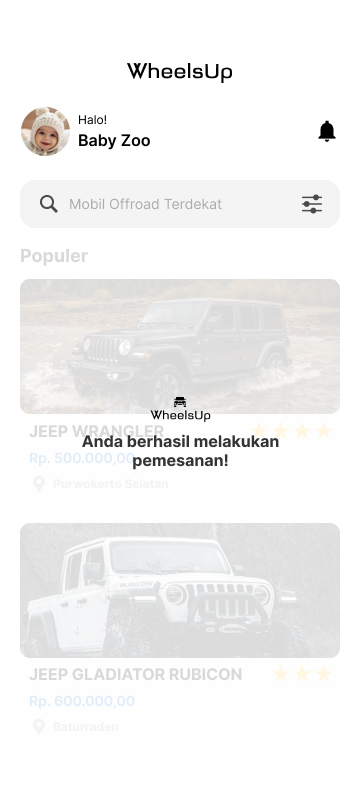 WheelsUp
Halo!
Baby Zoo
Mobil Offroad Terdekat
Populer
WheelsUp
JEEP WRANGLER
Anda berhasil melakukan
pemesanan!
Rp. 500.000,00
Purwokerto Selatan
JEEP GLADIATOR RUBICON
Rp. 600.000,00
Baturraden